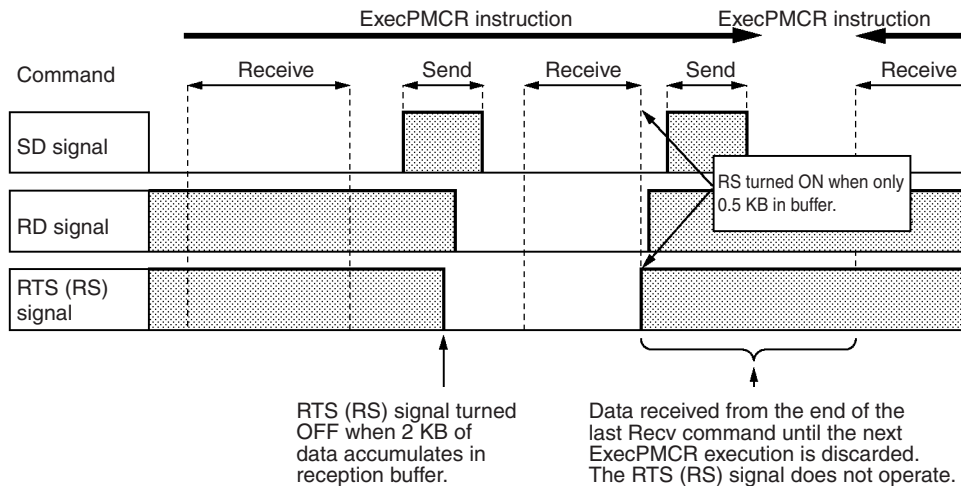 ExecPMCR instruction
ExecPMCR instruction
Command
Receive
Send
Receive
Send
Receive
SD signal
RS turned ON when only
0.5 KB in buffer.
RD signal
RTS (RS)
signal
RTS (RS) signal turned
OFF when 2 KB of
data accumulates in
reception buffer.
Data received from the end of the
last Recv command until the next
ExecPMCR execution is discarded.
The RTS (RS) signal does not operate.